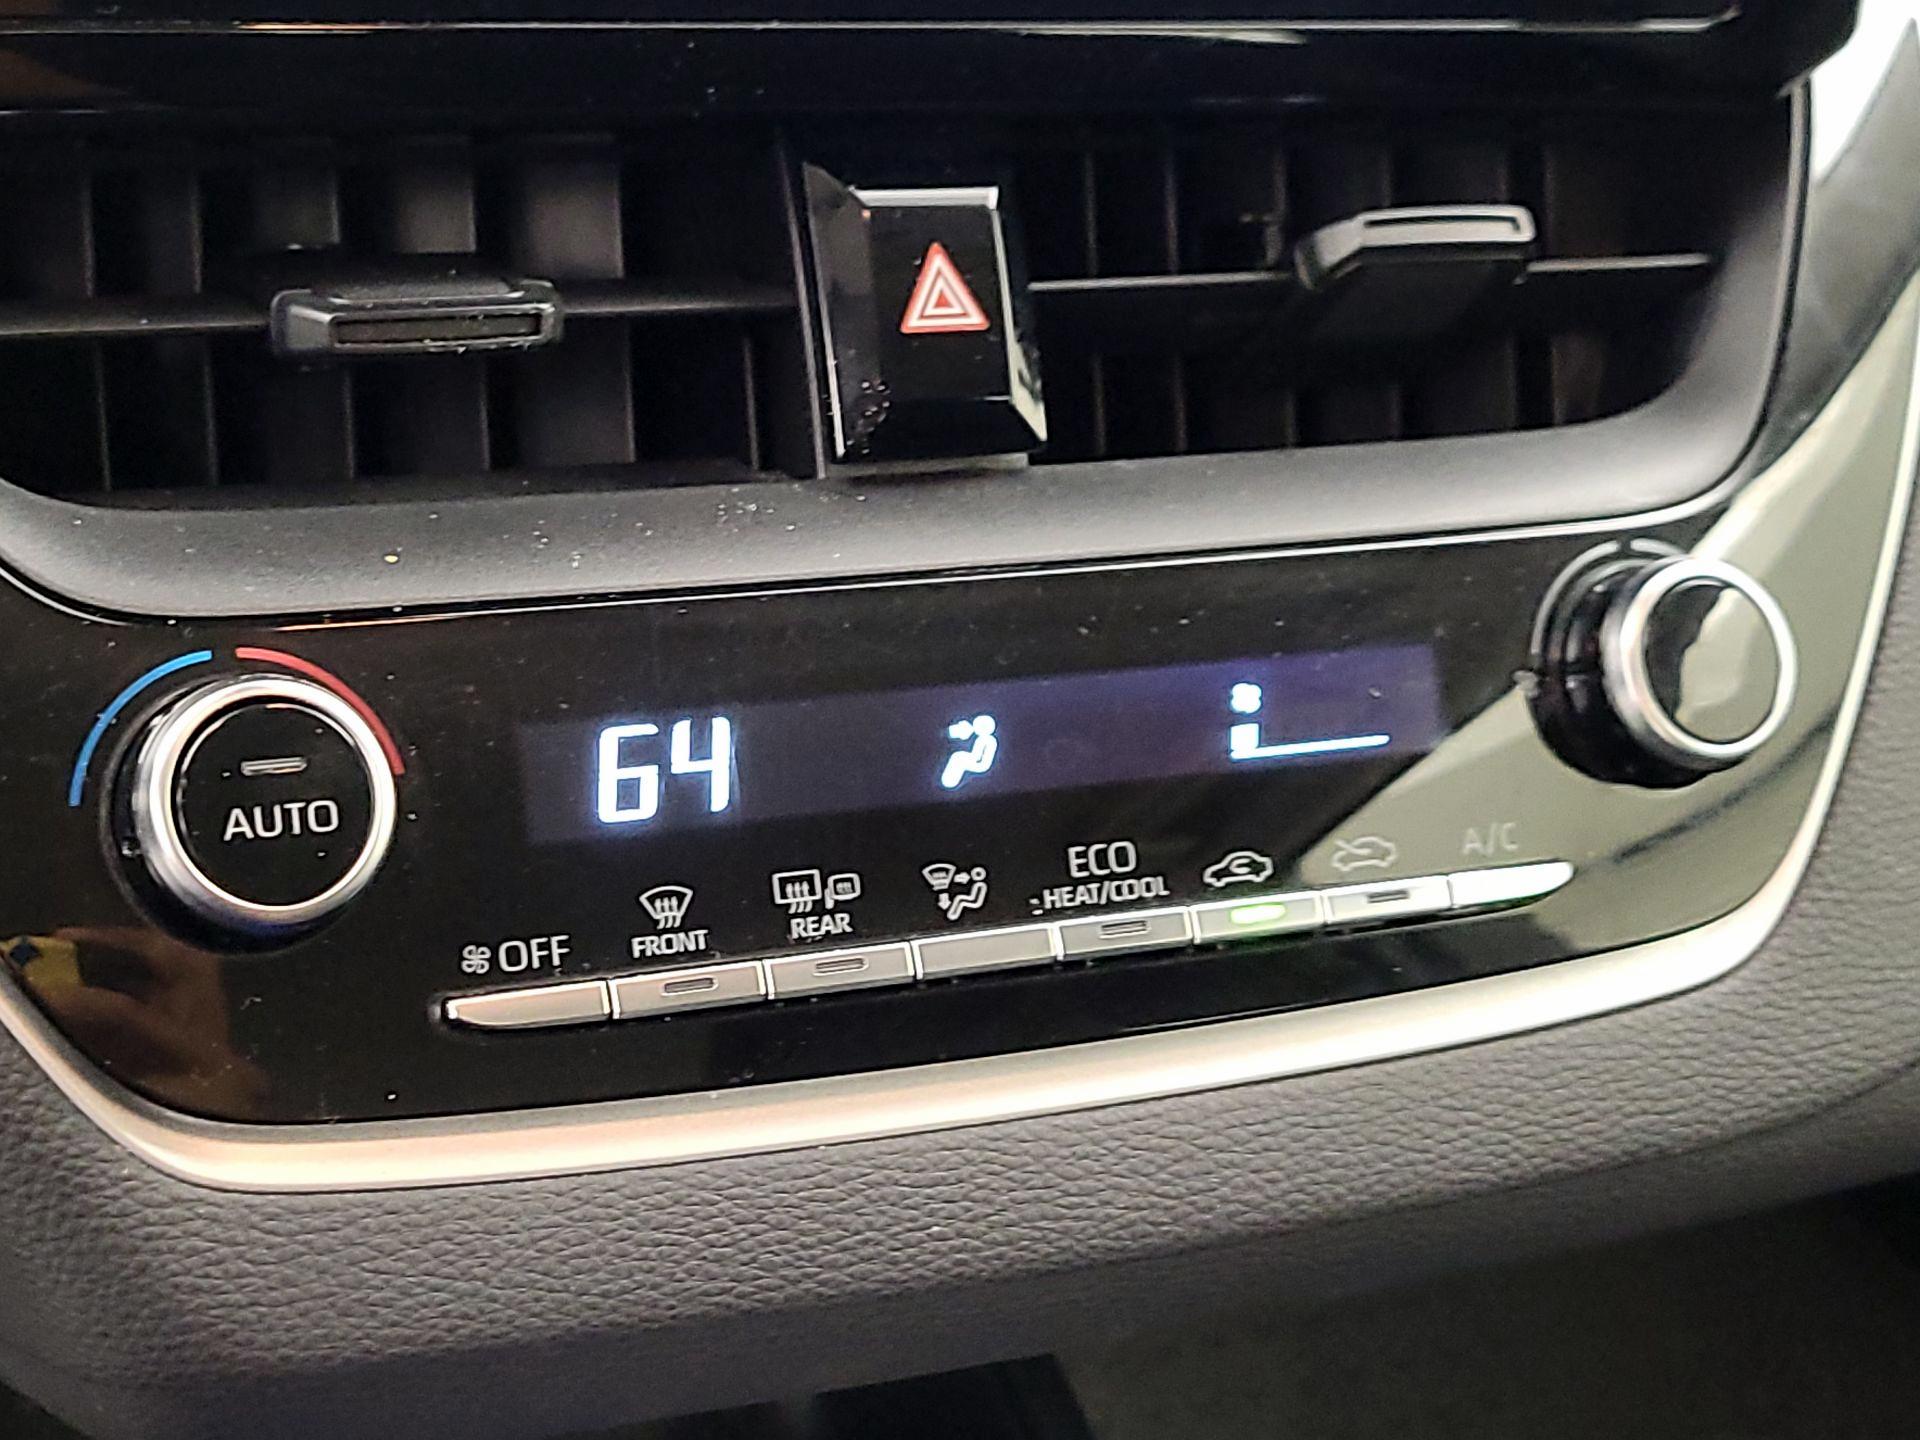 64
AUTO
OFF
FRONT
REAR
ECO
HEAT/COOL
A/C